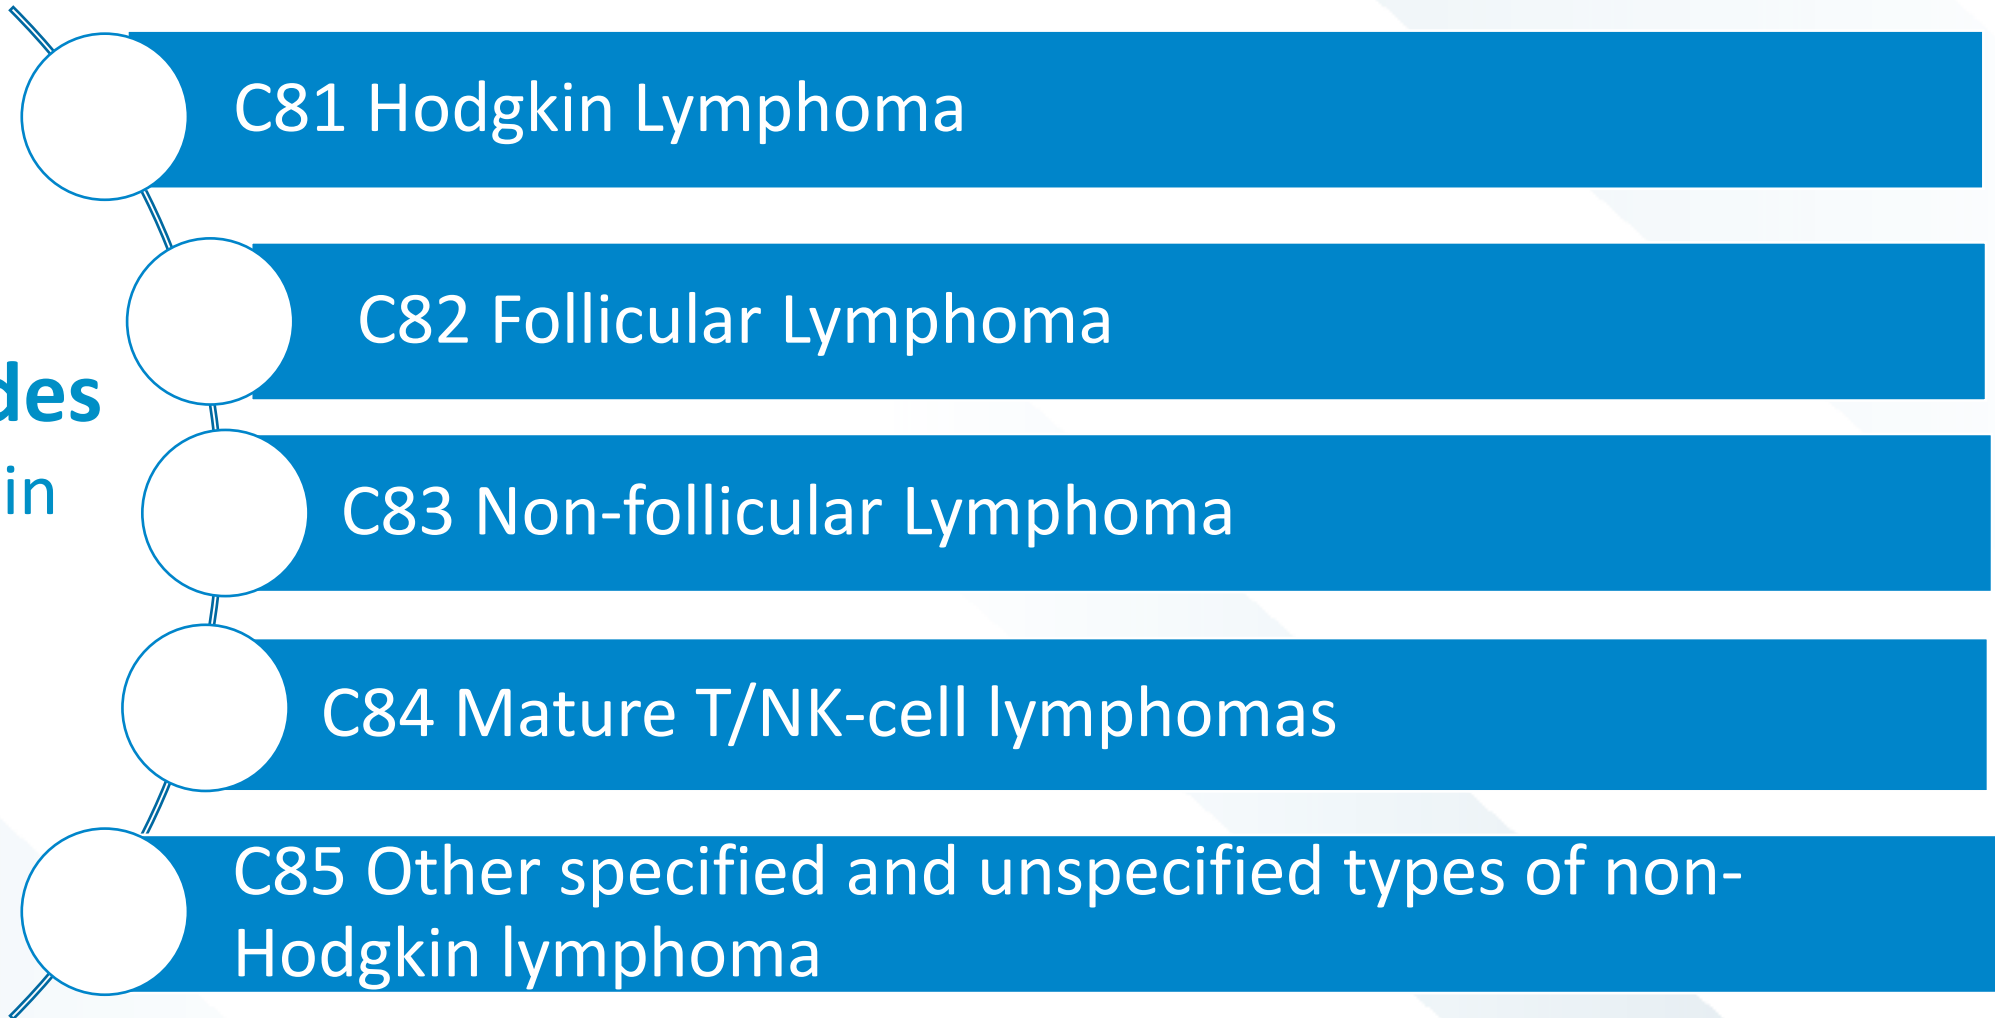 C81 Hodgkin Lymphoma
C82 Follicular Lymphoma
des
in
C83 Non-follicular Lymphoma
C84 Mature T/NK-cell lymphomas
C85 Other specified and unspecified types of non-
Hodgkin lymphoma